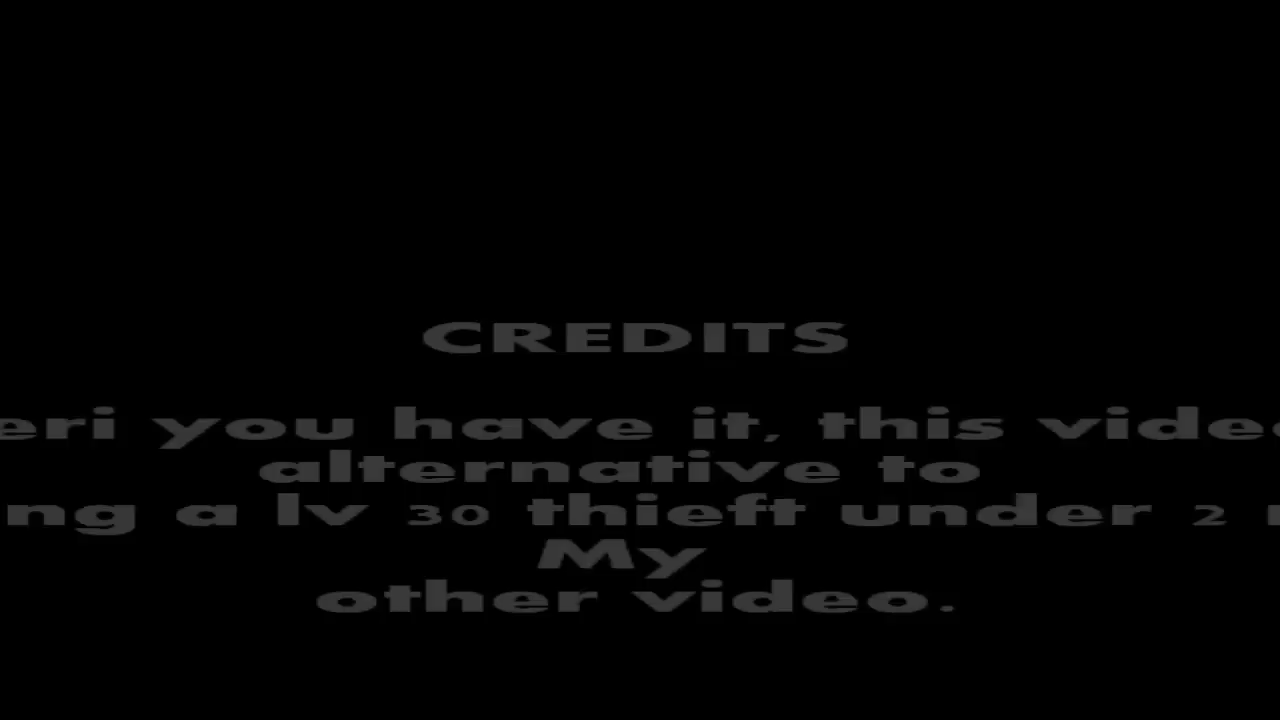 CREDITS
you have it, this
alternative to
a lv 30 thieft under 2
My
other video.